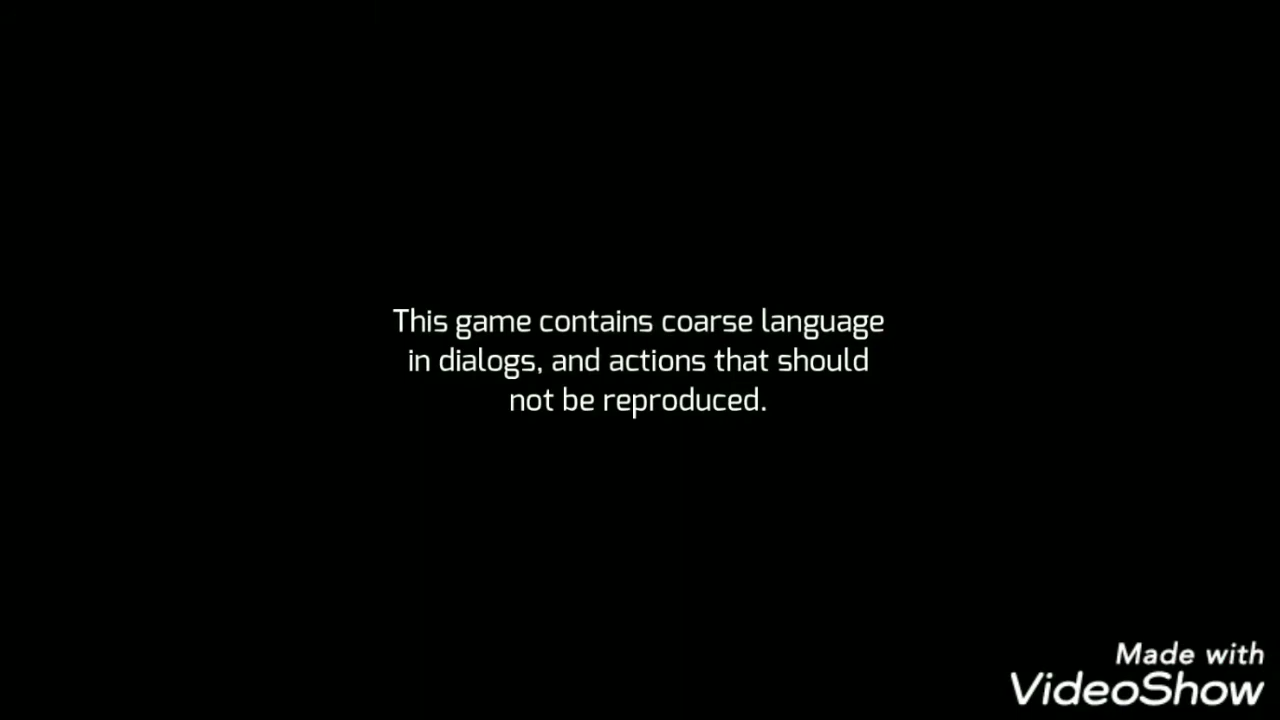 This game contains coarse language
in dialogs, and actions that should
not be reproduced.
Made with
VideoShow